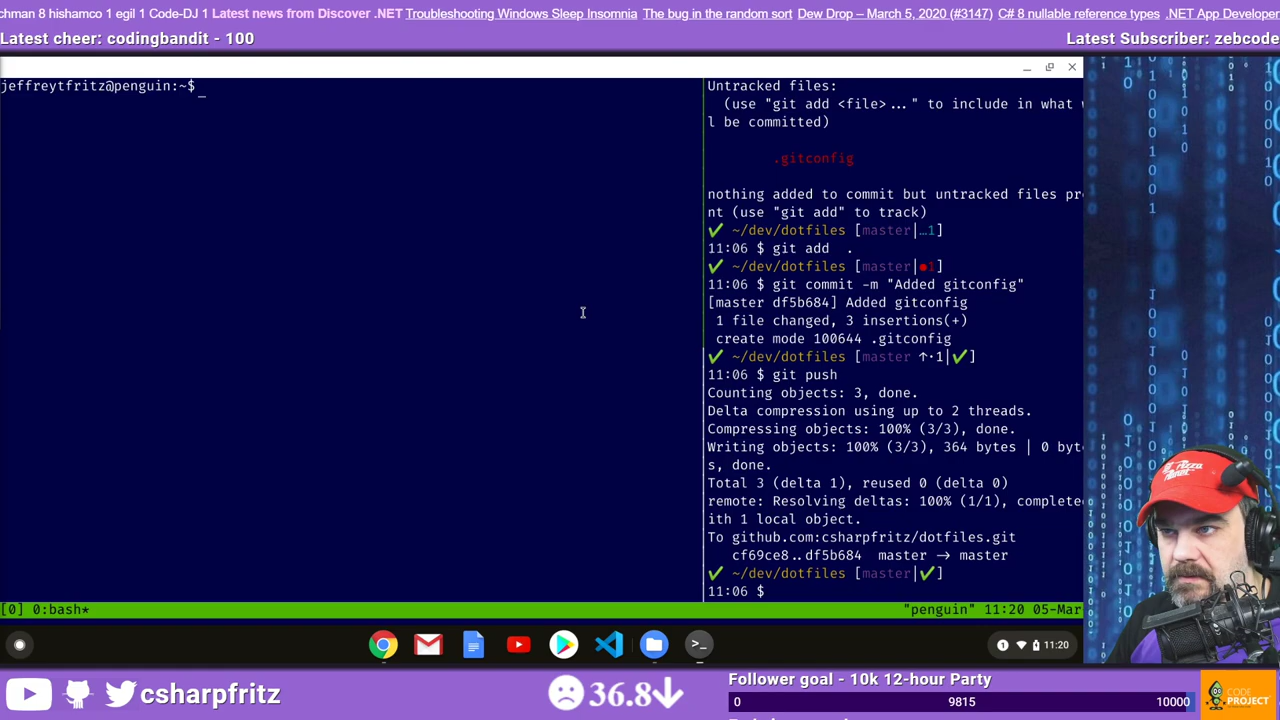 chman 10 hishamco 1 egil 1 Code-DJ 1 Latest news from Discover .NET Troubleshooting Windows Sleep Insomnia The bug in the random sort Dew Drop – March 5, 2020 (#3147) C# 8 nullable reference types .NET App Developer
Latest cheer: codingbandit - 100
Latest Subscriber: zebcode
jeffreytfritz@penguin:~$
Untracked files:
(use "git add <file>..." to include in what w
l be committed)
.gitconfig
nothing added to commit but untracked files pre
nt (use "git add" to track)
✔ ~/dev/dotfiles [master|…1]
11:06 $ git add  .
✔ ~/dev/dotfiles [master|●1]
11:06 $ git commit -m "Added gitconfig"
[master df5b684] Added gitconfig
1 file changed, 3 insertions(+)
create mode 100644 .gitconfig
✔ ~/dev/dotfiles [master ↑·1|✔]
11:06 $ git push
Counting objects: 3, done.
Delta compression using up to 2 threads.
Compressing objects: 100% (3/3), done.
Writing objects: 100% (3/3), 364 bytes | 0 byt
s, done.
Total 3 (delta 1), reused 0 (delta 0)
remote: Resolving deltas: 100% (1/1), complete
ith 1 local object.
To github.com:csharpfritz/dotfiles.git
cf69ce8..df5b684  master -> master
✔ ~/dev/dotfiles [master|✔]
11:06 $
[0] 0:bash*
"penguin" 11:20 05-Mar
1 11:20
csharpfritz
36.8
Follower goal - 10k 12-hour Party
0 9815 10000
CODE
PROJECT